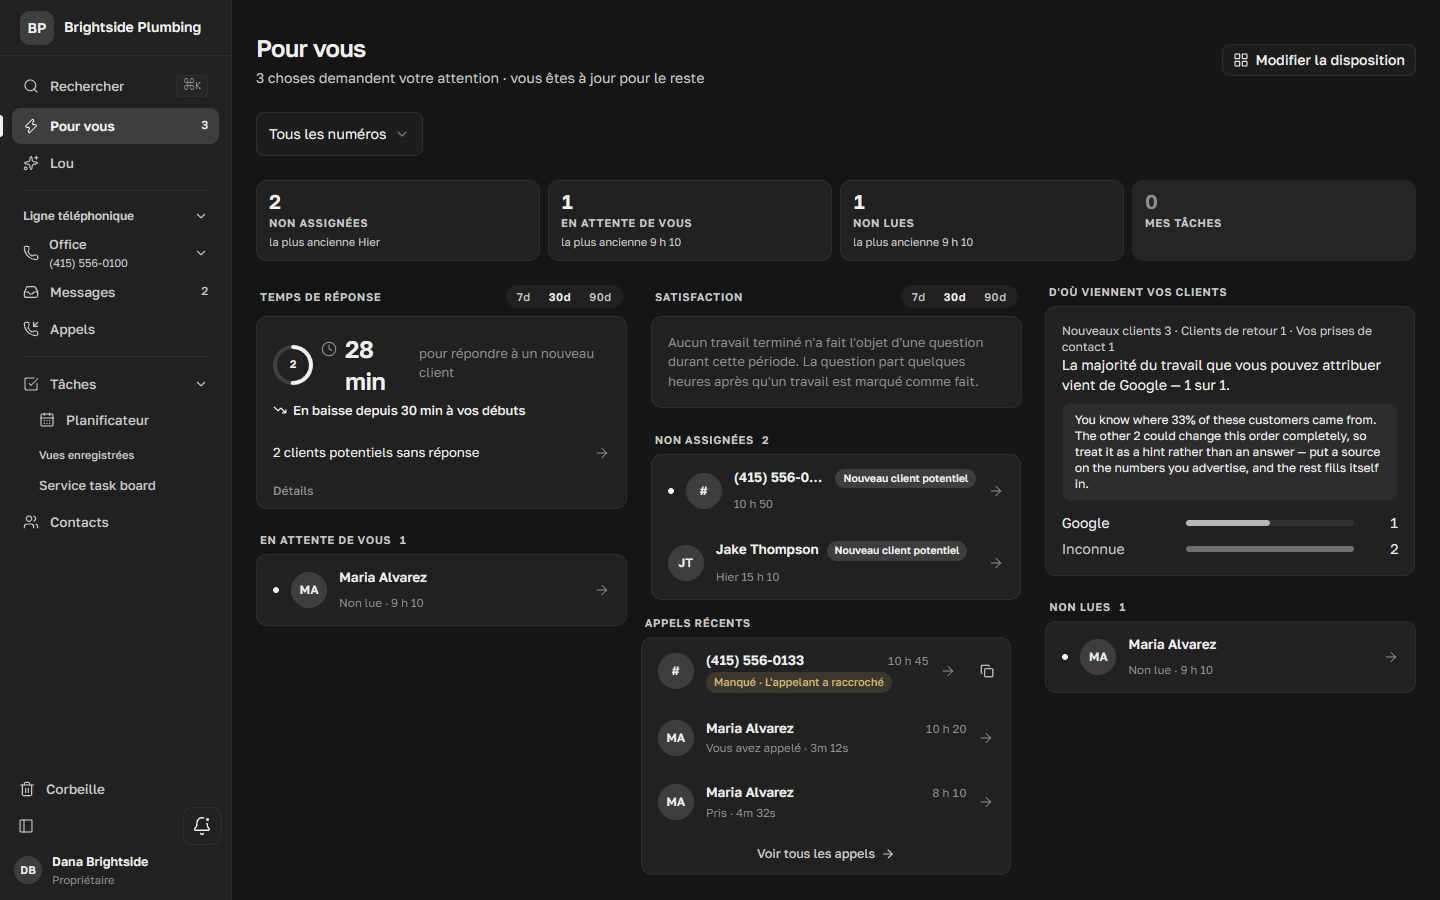 BP
Brightside Plumbing
Rechercher
⌘K
Pour vous
3
Lou
Ligne téléphonique
Office
(415) 556-0100
Messages
2
Appels
Tâches
Planificateur
Vues enregistrées
Service task board
Contacts
Corbeille
DB
Dana Brightside
Propriétaire
Pour vous
3 choses demandent votre attention · vous êtes à jour pour le reste
Modifier la disposition
Tous les numéros
2
NON ASSIGNÉES
la plus ancienne Hier
1
EN ATTENTE DE VOUS
la plus ancienne 9 h 10
1
NON LUES
la plus ancienne 9 h 10
0
MES TÂCHES
TEMPS DE RÉPONSE
7d 30d 90d
2
28
min
pour répondre à un nouveau
client
En baisse depuis 30 min à vos débuts
2 clients potentiels sans réponse
Détails
EN ATTENTE DE VOUS 1
MA
Maria Alvarez
Non lue · 9 h 10
SATISFACTION
7d 30d 90d
Aucun travail terminé n'a fait l'objet d'une question
durant cette période. La question part quelques
heures après qu'un travail est marqué comme fait.
NON ASSIGNÉES 2
#
(415) 556-0...
Nouveau client potentiel
10 h 50
JT
Jake Thompson
Nouveau client potentiel
Hier 15 h 10
APPELS RÉCENTS
#
(415) 556-0133
10 h 45
Manqué · L'appelant a raccroché
MA
Maria Alvarez
10 h 20
Vous avez appelé · 3m 12s
MA
Maria Alvarez
8 h 10
Pris · 4m 32s
Voir tous les appels
D'OÙ VIENNENT VOS CLIENTS
Nouveaux clients 3 · Clients de retour 1 · Vos prises de
contact 1
La majorité du travail que vous pouvez attribuer
vient de Google — 1 sur 1.
You know where 33% of these customers came from.
The other 2 could change this order completely, so
treat it as a hint rather than an answer — put a source
on the numbers you advertise, and the rest fills itself
in.
Google 1
Inconnue 2
NON LUES 1
MA
Maria Alvarez
Non lue · 9 h 10